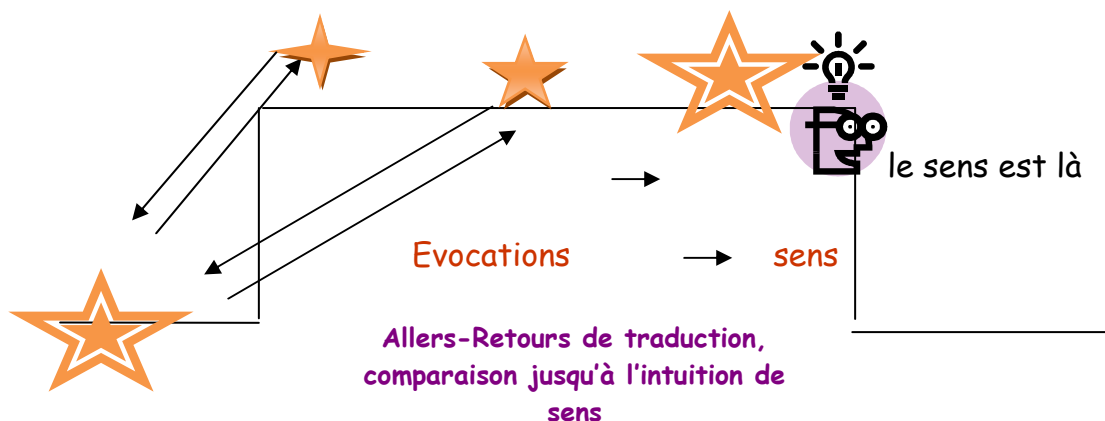 le sens est là
Evocations
sens
Allers-Retours de traduction,
comparaison jusqu'à l'intuition de
sens